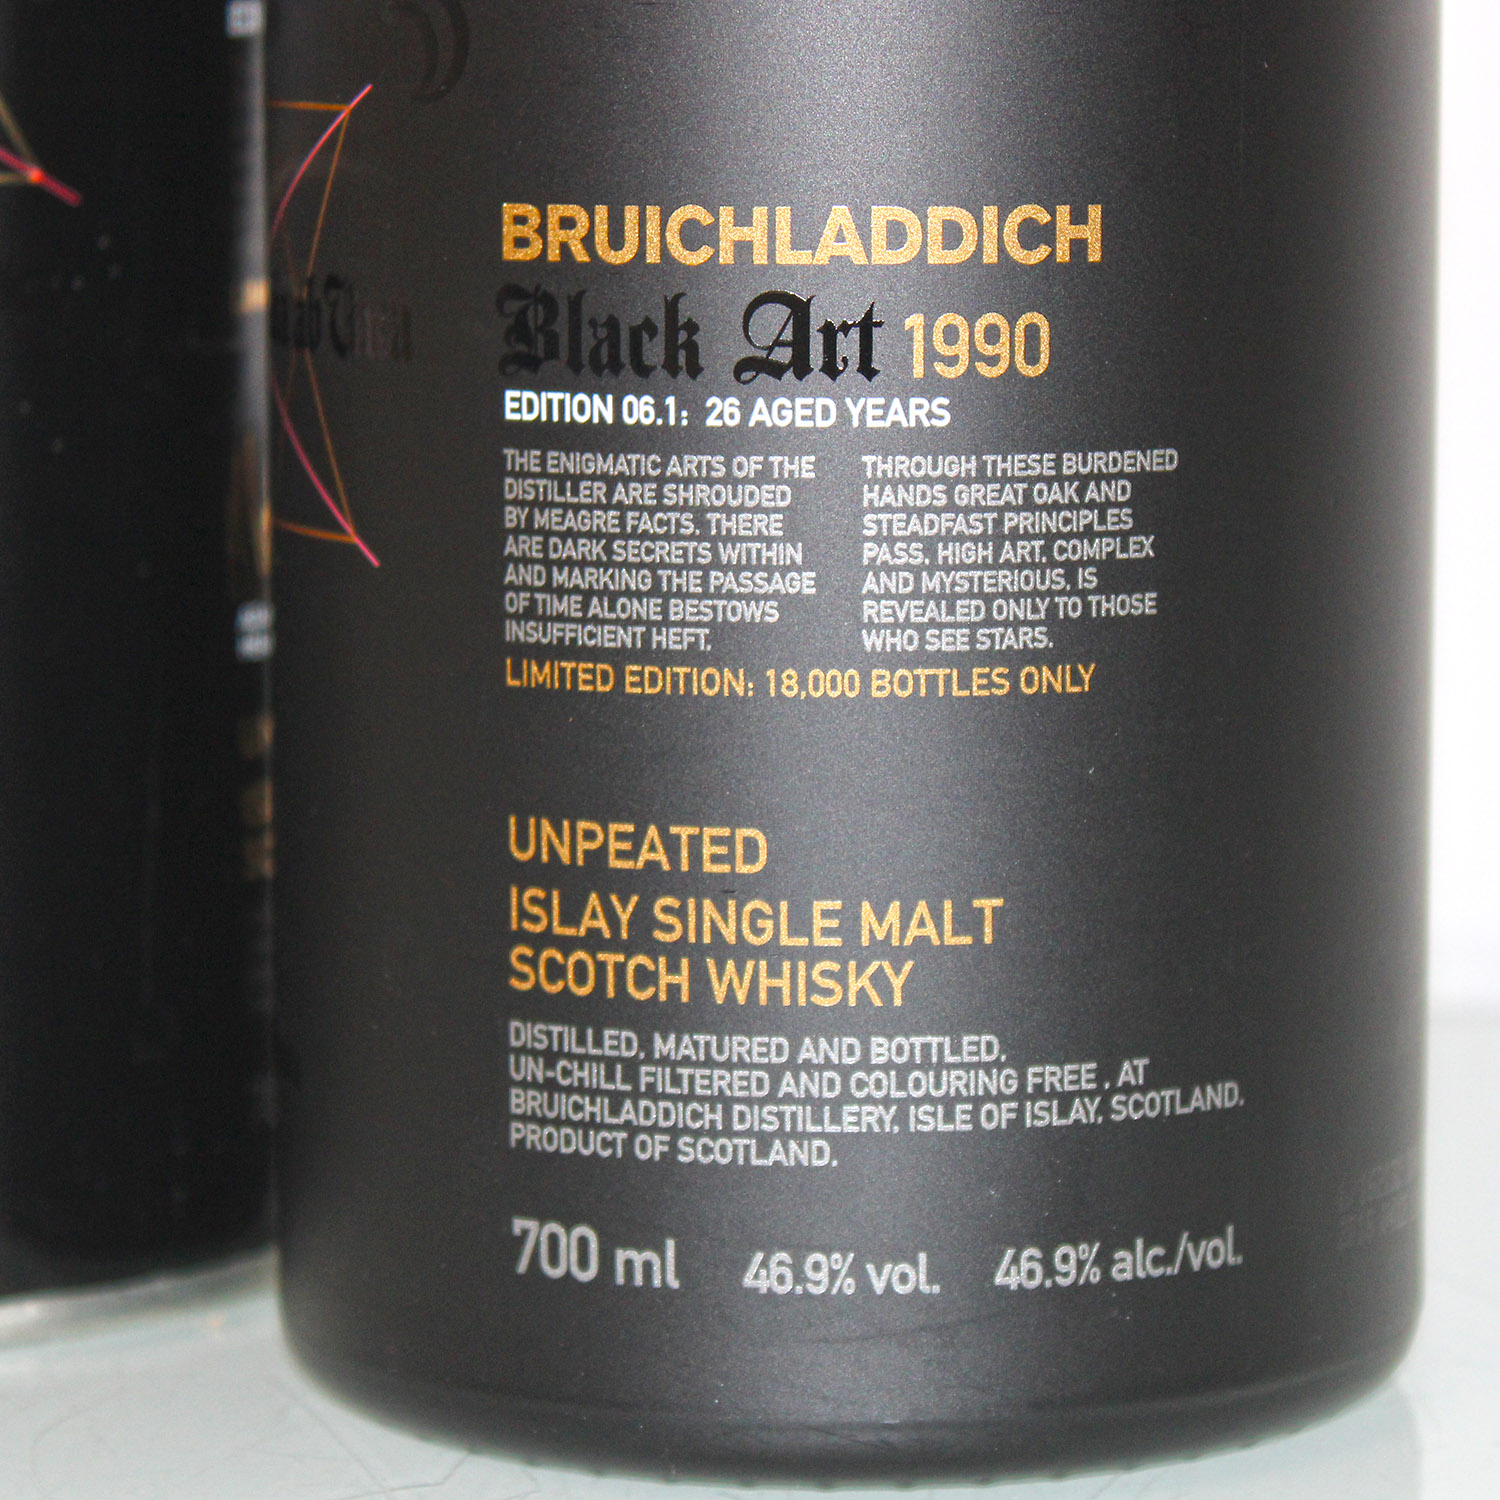 BRUICHLADDICH
Black Art 1990
EDITION 06.1: 26 AGED YEARS
THE ENIGMATIC ARTS OF THE
DISTILLER ARE SHROUDED
BY MEAGRE FACTS. THERE
ARE DARK SECRETS WITHIN
AND MARKING THE PASSAGE
OF TIME ALONE BESTOWS
INSUFFICIENT HEFT.
THROUGH THESE BURDENED
HANDS GREAT OAK AND
STEADFAST PRINCIPLES
PASS. HIGH ART, COMPLEX
AND MYSTERIOUS, IS
REVEALED ONLY TO THOSE
WHO SEE STARS.
LIMITED EDITION: 18,000 BOTTLES ONLY
UNPEATED
ISLAY SINGLE MALT
SCOTCH WHISKY
DISTILLED, MATURED AND BOTTLED,
UN-CHILL FILTERED AND COLOURING FREE , AT
BRUICHLADDICH DISTILLERY, ISLE OF ISLAY, SCOTLAND.
PRODUCT OF SCOTLAND.
700 ml 46.9% vol. 46.9% alc./vol.